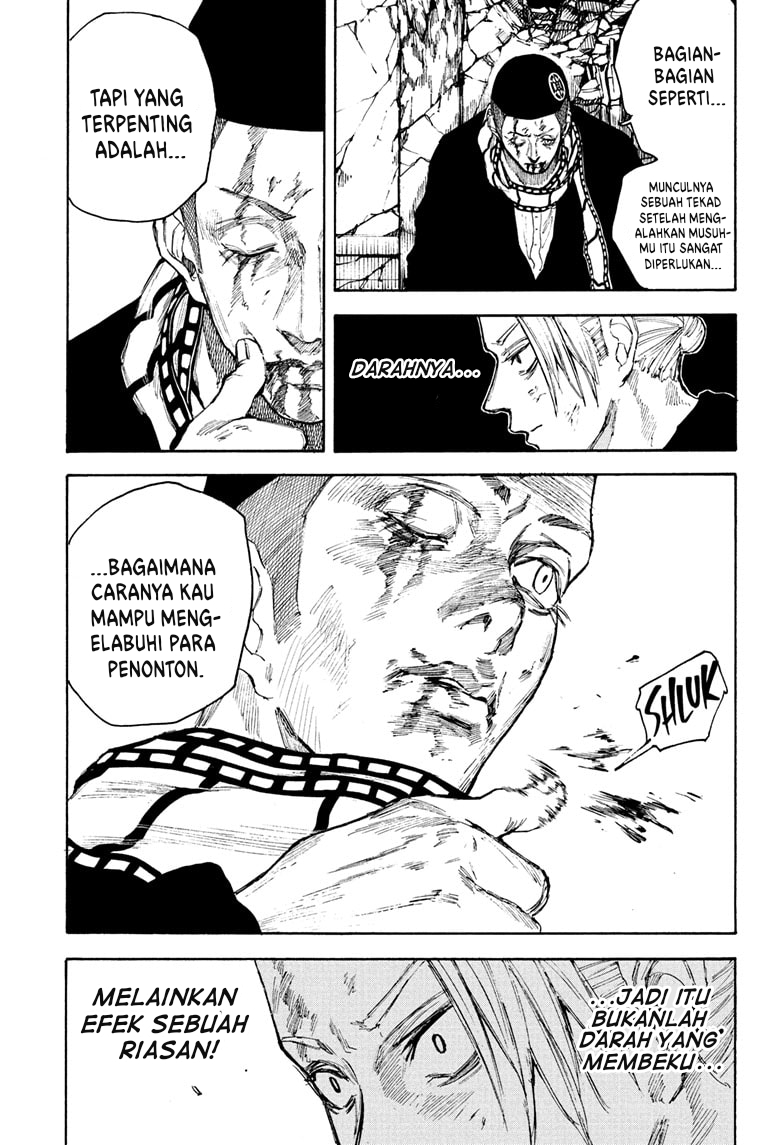 BAGIAN-
BAGIAN
SEPERTI...
MUNCULNYA
SEBUAH TEKAD
SETELAH MENG-
ALAHKAN MUSUH-
MU ITU SANGAT
DIPERLUKAN...
TAPI YANG
TERPENTING
ADALAH...
DARAHNYA...
...BAGAIMANA
CARANYA KAU
MAMPU MENG-
ELABUHI PARA
PENONTON.
SHLUK
...JADI ITU
BUKANLAH
DARAH YANG
MEMBEKU...
MELAINKAN
EFEK SEBUAH
RIASAN!